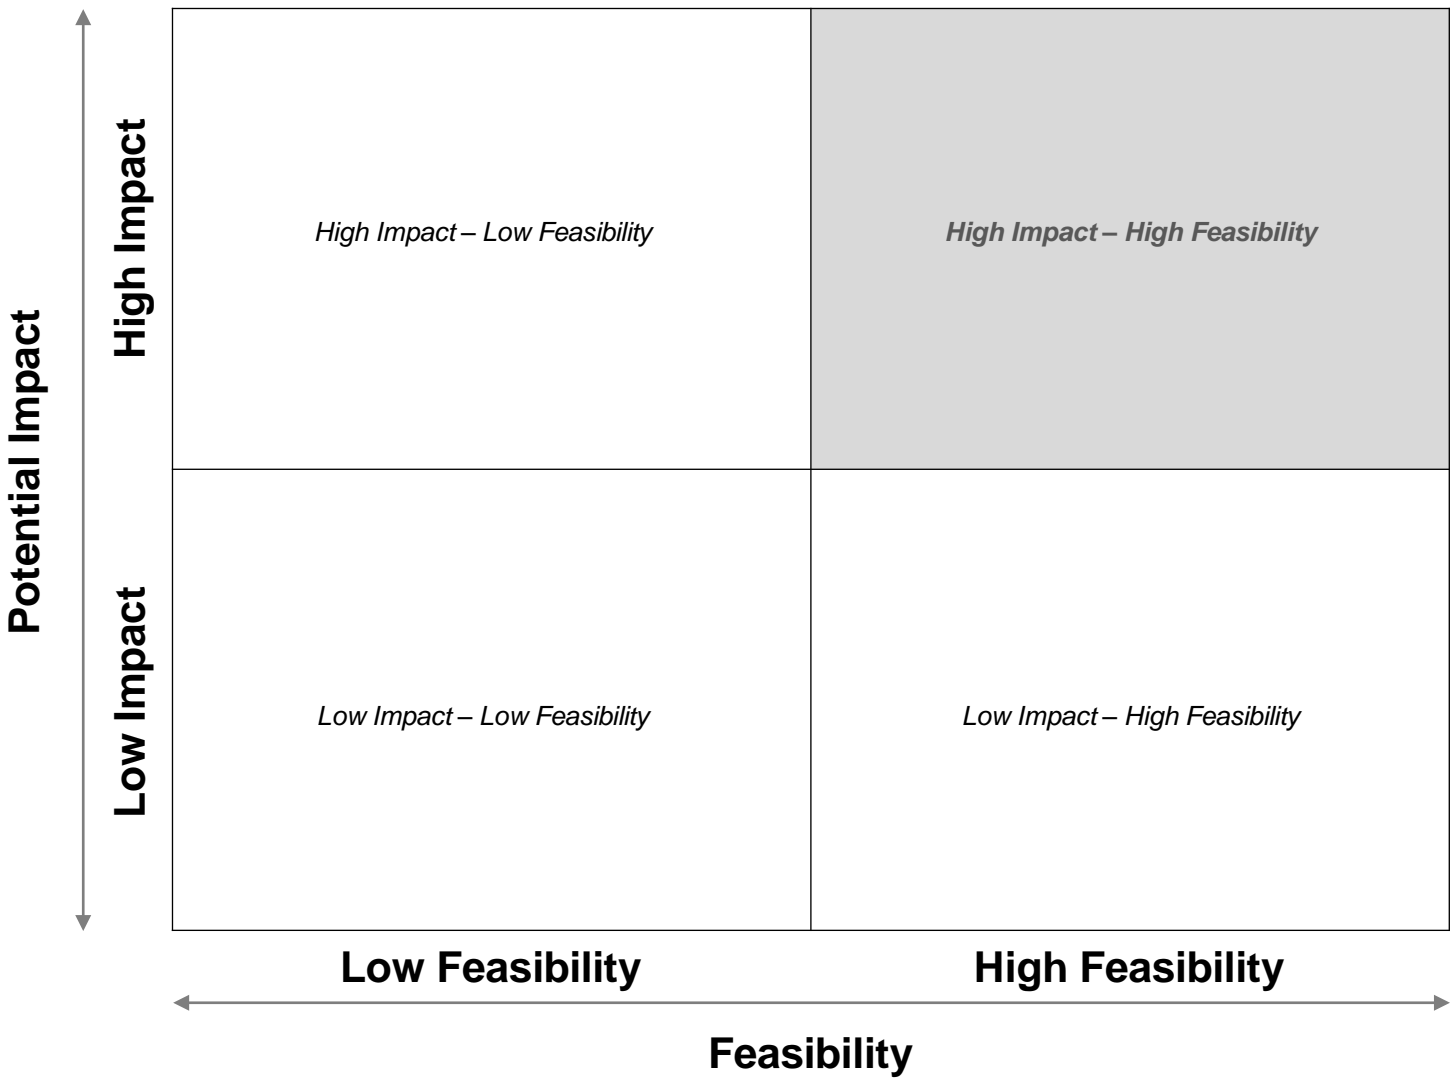 Potential Impact
High Impact
High Impact – Low Feasibility
High Impact – High Feasibility
Low Impact
Low Impact – Low Feasibility
Low Impact – High Feasibility
Low Feasibility
High Feasibility
Feasibility